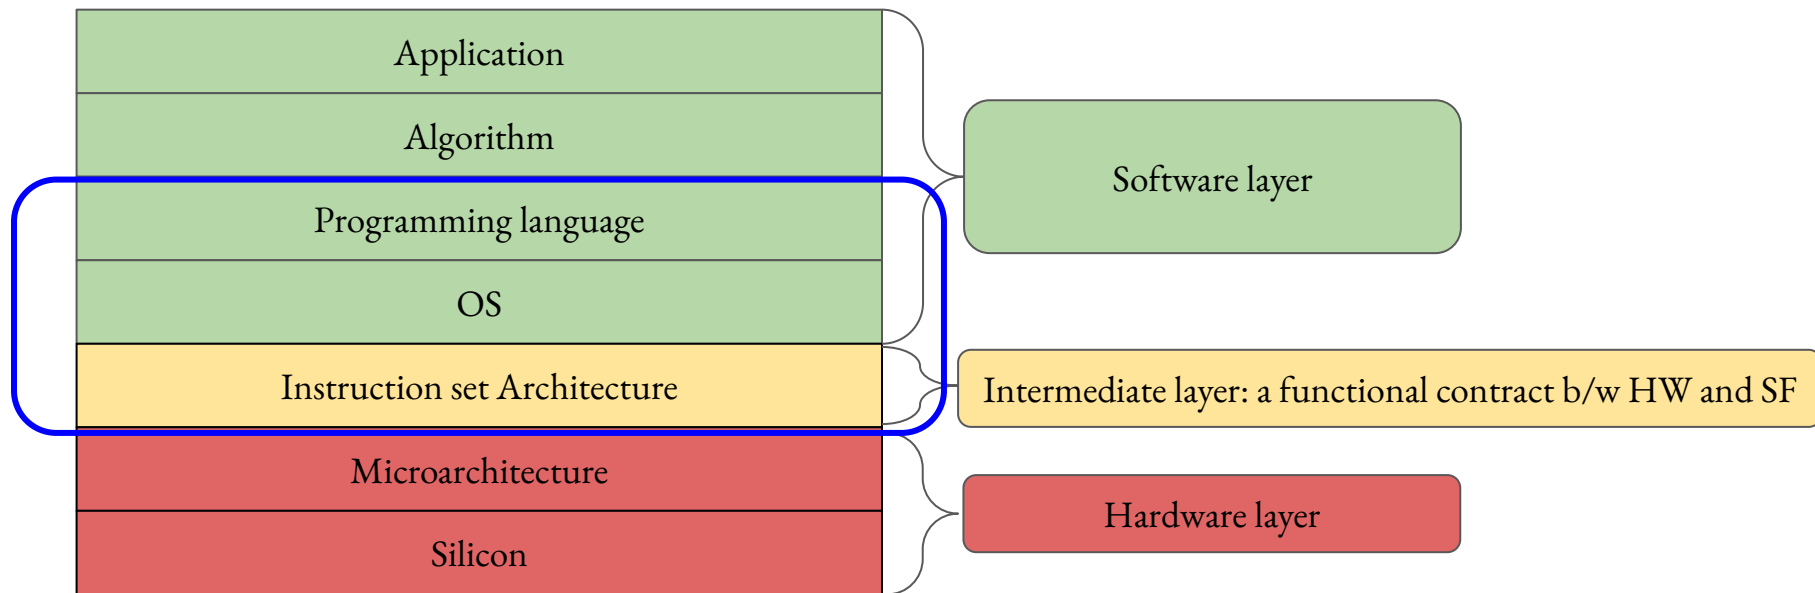 Application
Algorithm
Programming language
OS
Instruction set Architecture
Microarchitecture
Silicon
Software layer
Intermediate layer: a functional contract b/w HW and SF
Hardware layer